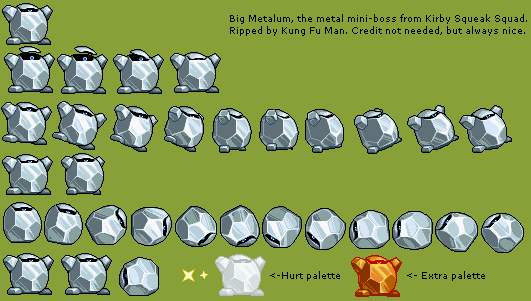 Big Metalum, the metal mini-boss from Kirby Squeak Squad.
Ripped by Kung Fu Man. Credit not needed, but always nice.
<-Hurt palette
<- Extra palette